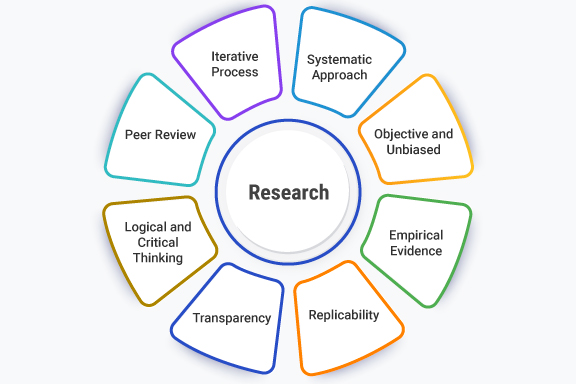 Iterative
Process
Systematic
Approach
Objective and
Unbiased
Empirical
Evidence
Replicability
Transparency
Logical and
Critical
Thinking
Peer Review
Research